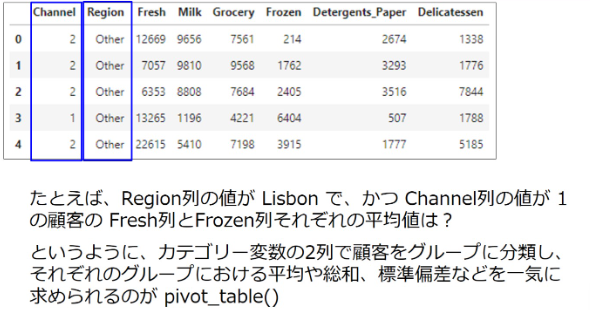 Channel Region Fresh Milk Grocery Frozen Detergents_Paper Delicatessen
0 2 Other 12669 9656 7561 214 2674 1338
1 2 Other 7057 9810 9568 1762 3293 1776
2 2 Other 6353 8808 7684 2405 3516 7844
3 1 Other 13265 1196 4221 6404 507 1788
4 2 Other 22615 5410 7198 3915 1777 5185
たとえば、Region列の値が Lisbon で、かつ Channel列の値が 1
の顧客の Fresh列とFrozen列それぞれの平均値は？
というように、カテゴリー変数の2列で顧客をグループに分類し、
それぞれのグループにおける平均や総和、標準偏差などを一気に
求められるのが pivot_table()